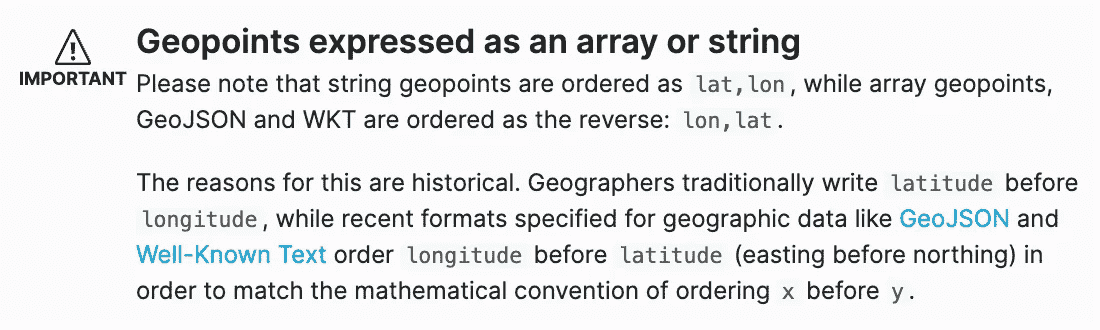 Geopoints expressed as an array or string
IMPORTANT
Please note that string geopoints are ordered as lat,lon, while array geopoints,
GeoJSON and WKT are ordered as the reverse: lon,lat.
The reasons for this are historical. Geographers traditionally write latitude before
longitude, while recent formats specified for geographic data like GeoJSON and
Well-Known Text order longitude before latitude (easting before northing) in
order to match the mathematical convention of ordering x before y.